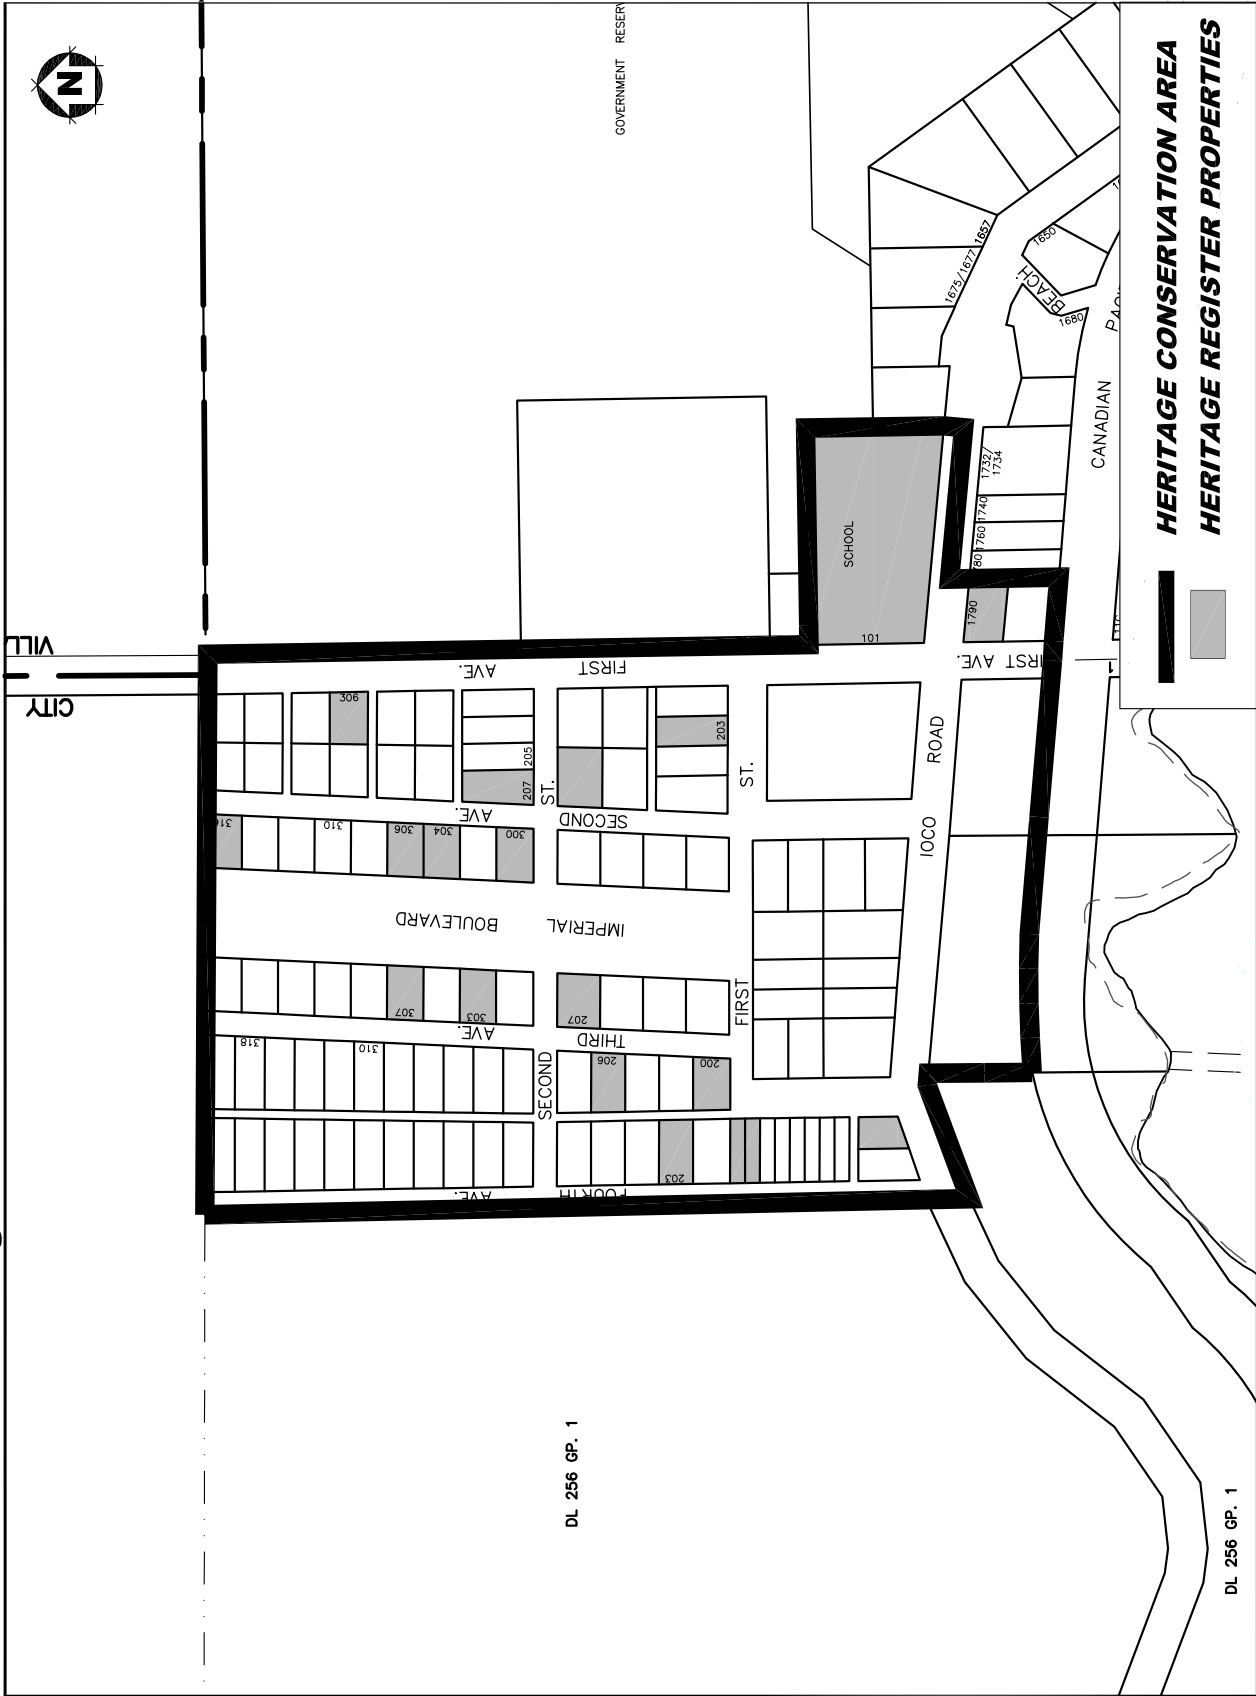 N
GOVERNMENT RESERV
HERITAGE CONSERVATION AREA
HERITAGE REGISTER PROPERTIES
1657
1675/1677
1650
BEACH
1680
CANADIAN
1732/
1734
1740
1760
SCHOOL
101
1790
VILL
CITY
FIRST AVE.
306
205
207
203
ST.
ST.
ROAD
SECOND AVE.
310
306
304
300
IOCO
IMPERIAL BOULEVARD
307
303
207
FIRST
THIRD AVE.
318
310
206
200
SECOND
203
FOURTH AVE.
DL 256 GP. 1
DL 256 GP. 1